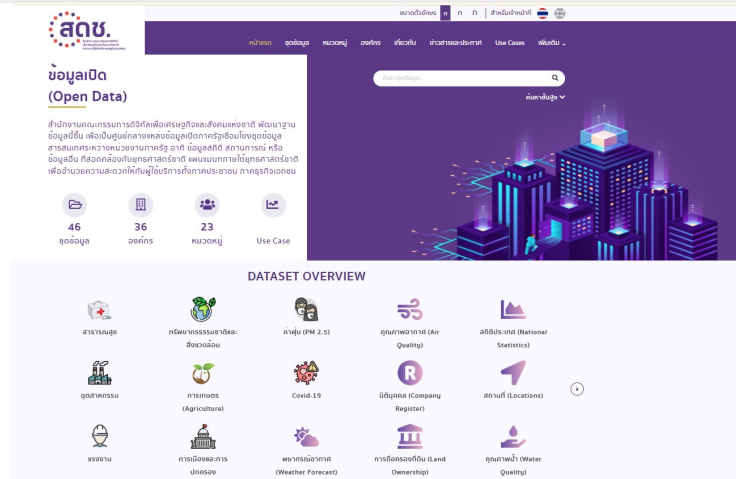 ขนาดตัวอักษร ก ก ก สำหรับเจ้าหน้าที่
สดช.
หน้าแรก ชุดข้อมูล หมวดหมู่ องค์กร เกี่ยวกับ ข่าวสารและประกาศ Use Cases เพิ่มเติม
ข้อมูลเปิด
(Open Data)
ค้นหาชุดข้อมูล...
ค้นหาขั้นสูง
สำนักงานคณะกรรมการดิจิทัลเพื่อเศรษฐกิจและสังคมแห่งชาติ พัฒนาฐาน
ข้อมูลนี้ขึ้น เพื่อเป็นศูนย์กลางแหลงข้อมูลเปิดภาครัฐเชื่อมโยงชุดข้อมูล
สารสนเทศระหว่างหน่วยงานภาครัฐ อาทิ ข้อมูลสถิติ สถานการณ์ หรือ
ข้อมูลอื่น ที่สอดคล้องกับยุทธศาสตร์ชาติ แผนแม่บทภายใต้ยุทธศาสตร์ชาติ
เพื่ออำนวยความสะดวกให้กับผู้ใช้บริการทั้งภาคประชาชน ภาคธุรกิจเอกชน
46 36 23
ชุดข้อมูล องค์กร หมวดหมู่ Use Case
DATASET OVERVIEW
สาธารณสุข
ทรัพยากรธรรมชาติและ
สิ่งแวดล้อม
ค่าฝุ่น (PM 2.5)
คุณภาพอากาศ (Air
Quality)
สถิติประเทศ (National
Statistics)
อุตสาหกรรม
การเกษตร
(Agriculture)
Covid-19
นิติบุคคล (Company
Register)
สถานที่ (Locations)
แรงงาน
การเมืองและการ
ปกครอง
พยากรณ์อากาศ
(Weather Forecast)
การถือครองที่ดิน (Land
Ownership)
คุณภาพน้ำ (Water
Quality)